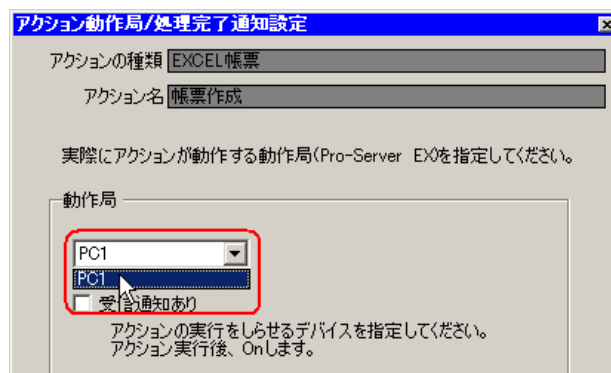 アクション動作局/処理完了通知設定
アクションの種類 EXCEL帳票
アクション名 帳票作成
実際にアクションが動作する動作局(Pro-Server EX)を指定してください。
動作局
PC1
PC1
受信通知あり
アクションの実行をしらせるデバイスを指定してください。
アクション実行後、Onします。